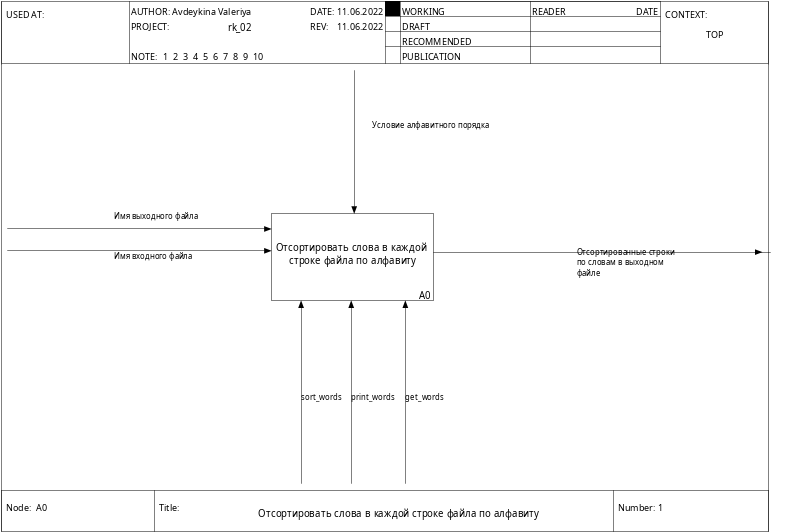 USED AT:
AUTHOR: Avdeykina Valeriya
DATE: 11.06.2022
PROJECT: rk_02
REV: 11.06.2022
NOTE: 1 2 3 4 5 6 7 8 9 10
WORKING
DRAFT
RECOMMENDED
PUBLICATION
READER DATE
CONTEXT:
TOP
Условие алфавитного порядка
Имя выходного файла
Имя входного файла
Отсортировать слова в каждой
строке файла по алфавиту
A0
Отсортированные строки
по словам в выходном
файле
sort_words
print_words
get_words
Node: A0
Title:
Отсортировать слова в каждой строке файла по алфавиту
Number: 1